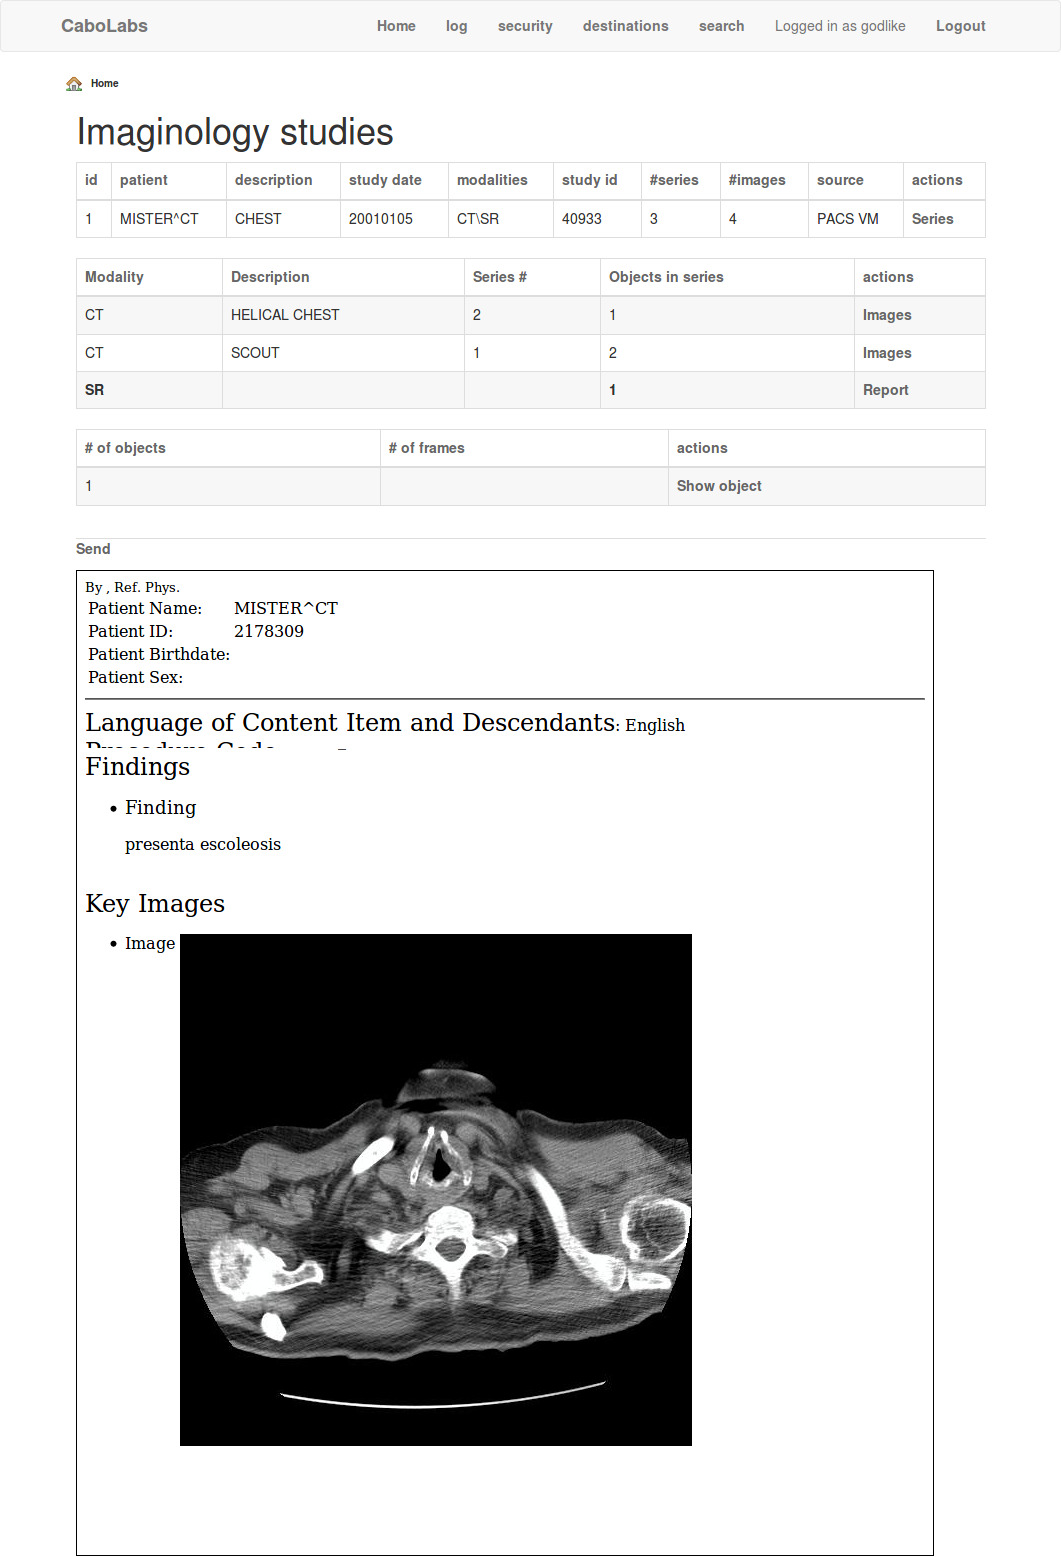 CaboLabs Home log security destinations search Logged in as godlike Logout
Home
Imaginology studies
id patient description study date modalities study id #series #images source actions
1 MISTER^CT CHEST 20010105 CT\SR 40933 3 4 PACS VM Series
Modality Description Series # Objects in series actions
CT HELICAL CHEST 2 1 Images
CT SCOUT 1 2 Images
SR 1 Report
# of objects # of frames actions
1 Show object
Send
By , Ref. Phys.
Patient Name: MISTER^CT
Patient ID: 2178309
Patient Birthdate:
Patient Sex:
Language of Content Item and Descendants: English
Procedure Code
Findings
• Finding
presenta escoleosis
Key Images
• Image